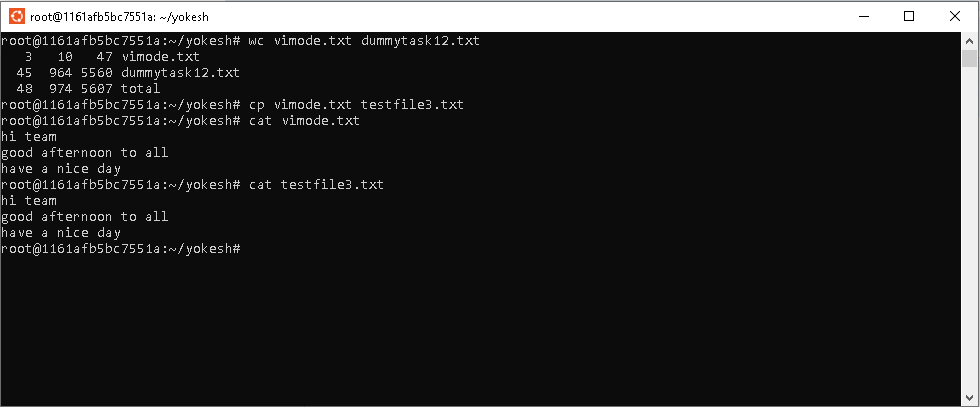 root@1161afb5bc7551a: ~/yokesh
root@1161afb5bc7551a:~/yokesh# wc vimode.txt dummytask12.txt
3 10 47 vimode.txt
45 964 5560 dummytask12.txt
48 974 5607 total
root@1161afb5bc7551a:~/yokesh# cp vimode.txt testfile3.txt
root@1161afb5bc7551a:~/yokesh# cat vimode.txt
hi team
good afternoon to all
have a nice day
root@1161afb5bc7551a:~/yokesh# cat testfile3.txt
hi team
good afternoon to all
have a nice day
root@1161afb5bc7551a:~/yokesh#